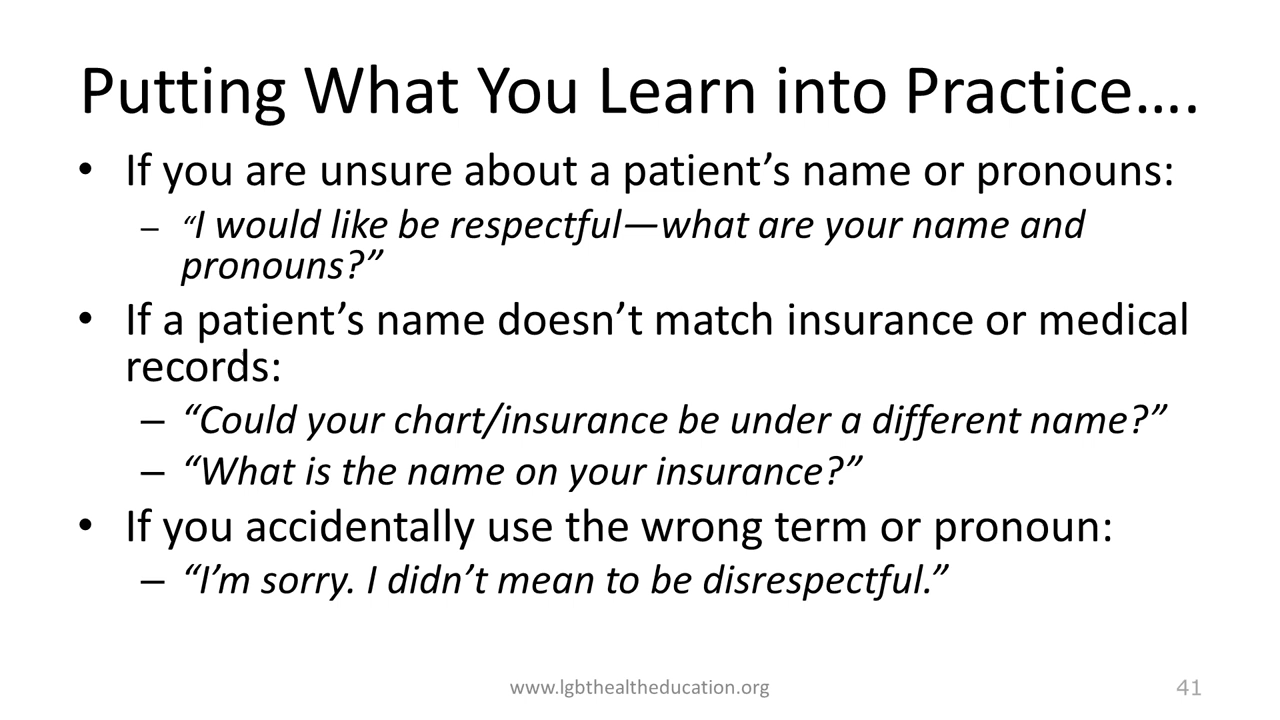 Putting What You Learn into Practice….
• If you are unsure about a patient’s name or pronouns:
– “I would like be respectful—what are your name and
pronouns?”
• If a patient’s name doesn’t match insurance or medical
records:
– “Could your chart/insurance be under a different name?”
– “What is the name on your insurance?”
• If you accidentally use the wrong term or pronoun:
– “I’m sorry. I didn’t mean to be disrespectful.”
www.lgbthealtheducation.org
41